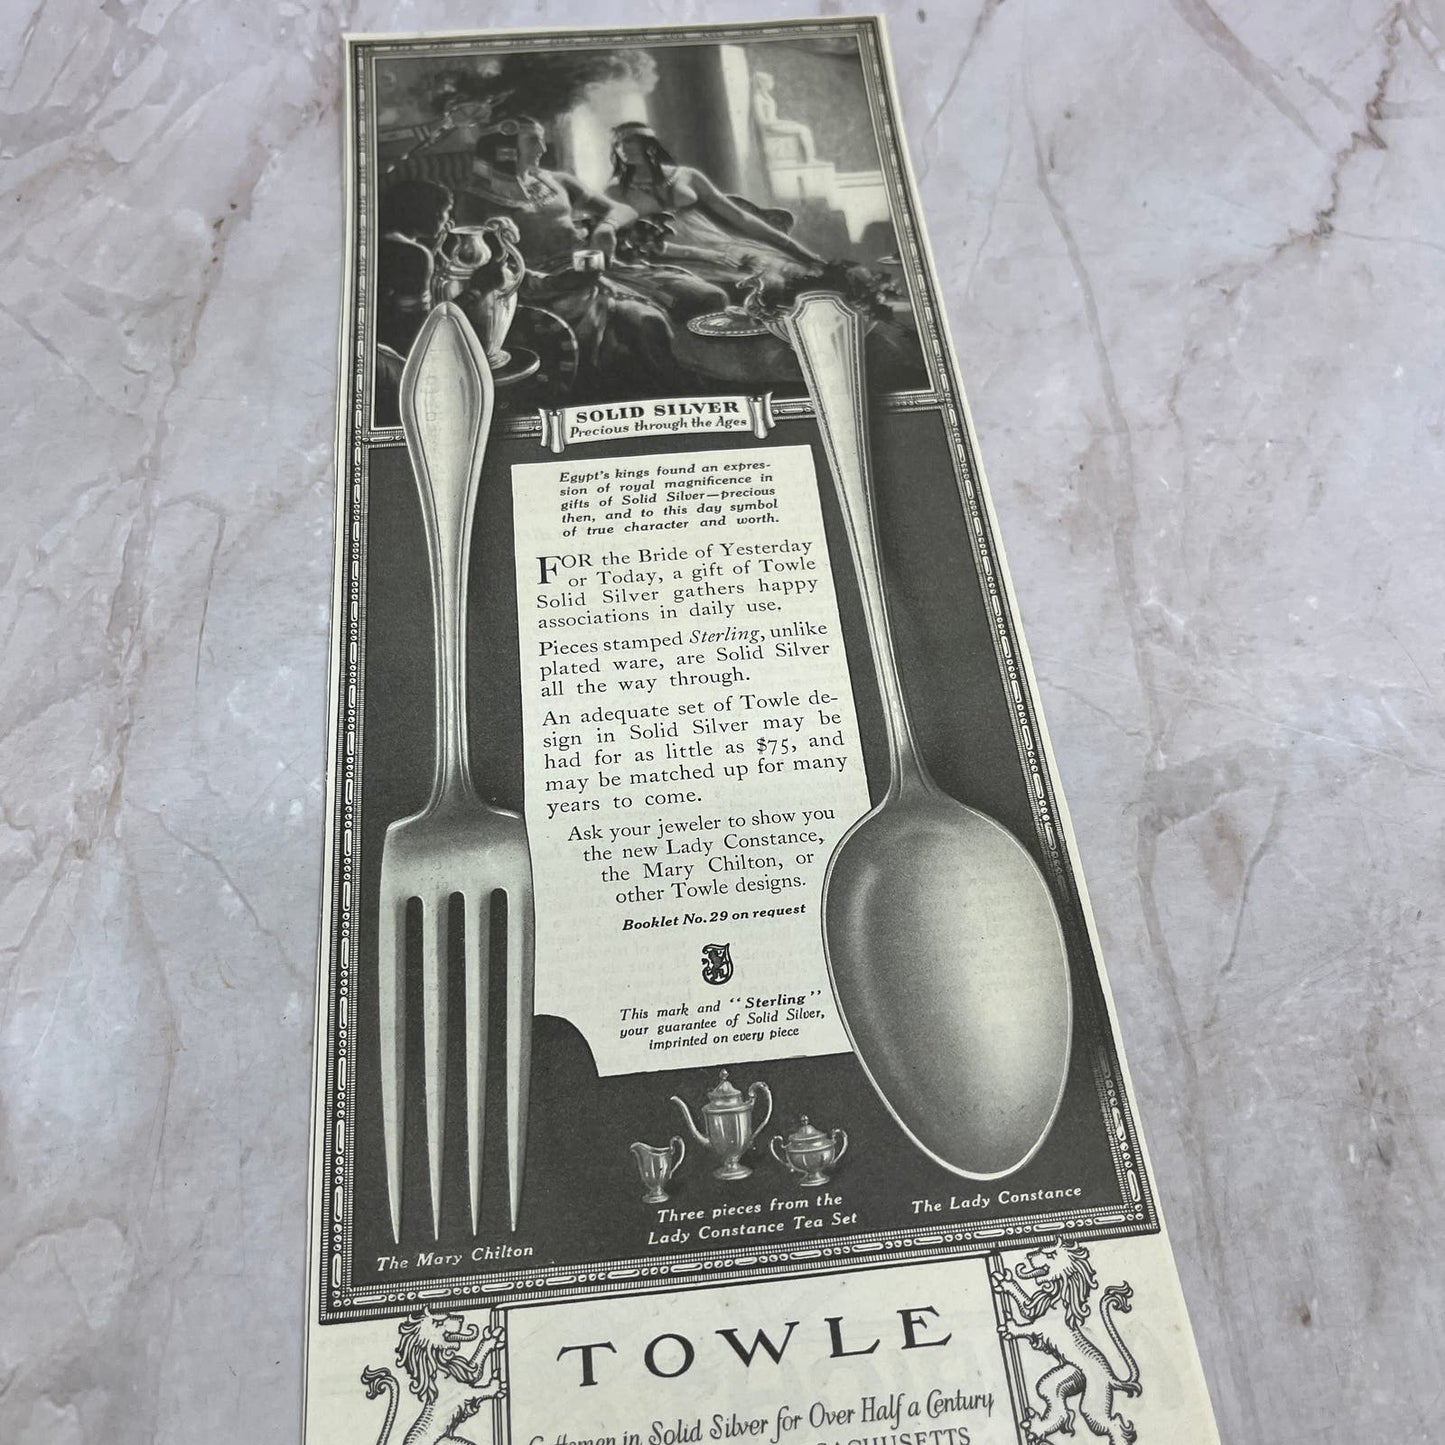 SOLID SILVER
Precious through the Ages
Egypt's kings found an expres-
sion of royal magnificence in
gifts of Solid Silver—precious
then, and to this day symbol
of true character and worth.
FOR the Bride of Yesterday
or Today, a gift of Towle
Solid Silver gathers happy
associations in daily use.
Pieces stamped Sterling, unlike
plated ware, are Solid Silver
all the way through.
An adequate set of Towle de-
sign in Solid Silver may be
had for as little as $75, and
may be matched up for many
years to come.
Ask your jeweler to show you
the new Lady Constance,
the Mary Chilton, or
other Towle designs.
Booklet No. 29 on request
This mark and "Sterling"
your guarantee of Solid Silver,
imprinted on every piece
Three pieces from the
Lady Constance Tea Set
The Lady Constance
The Mary Chilton
TOWLE
in Solid Silver for Over Half a Century